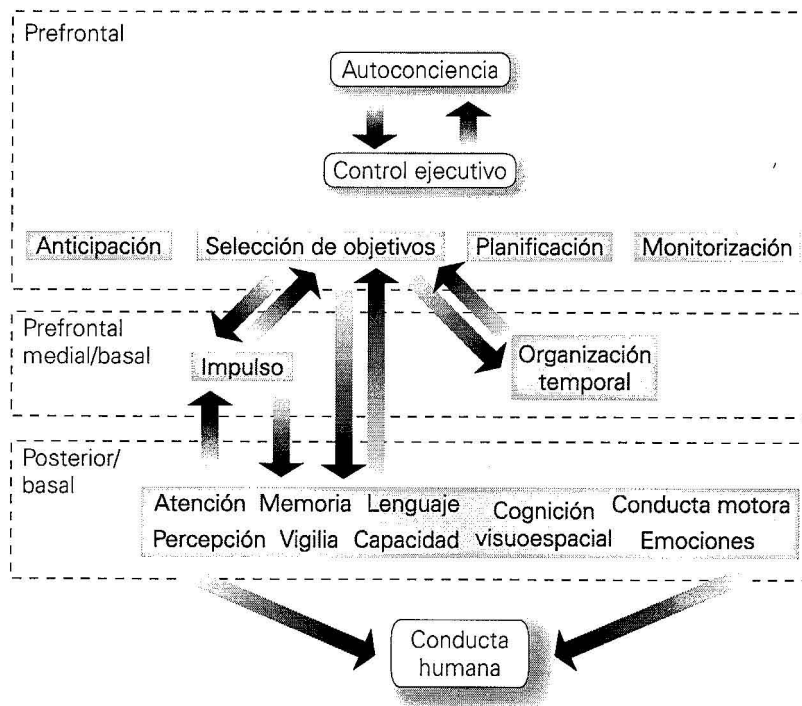 Prefrontal
Autoconciencia
Control ejecutivo
Anticipación Selección de objetivos Planificación Monitorización
Prefrontal
medial/basal
Impulso
Organización
temporal
Posterior/
basal
Atención Memoria Lenguaje Cognición Conducta motora
Percepción Vigilia Capacidad visuoespacial Emociones
Conducta
humana